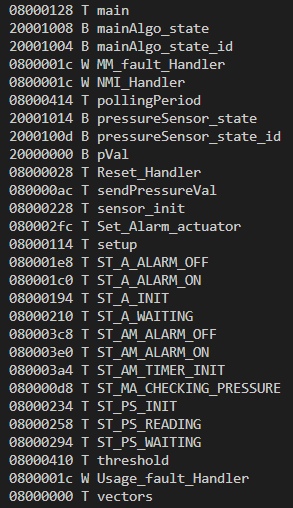 08000128 T main
20001008 B mainAlgo_state
20001004 B mainAlgo_state_id
0800001c W MM_fault_Handler
0800001c W NMI_Handler
08000414 T pollingPeriod
20001014 B pressureSensor_state
2000100d B pressureSensor_state_id
20000000 B pVal
08000028 T Reset_Handler
080000ac T sendPressureVal
08000228 T sensor_init
080002fc T Set_Alarm_actuator
08000114 T setup
080001e8 T ST_A_ALARM_OFF
080001c0 T ST_A_ALARM_ON
08000194 T ST_A_INIT
08000210 T ST_A_WAITING
080003c8 T ST_AM_ALARM_OFF
080003e0 T ST_AM_ALARM_ON
080003a4 T ST_AM_TIMER_INIT
080000d8 T ST_MA_CHECKING_PRESSURE
08000234 T ST_PS_INIT
08000258 T ST_PS_READING
08000294 T ST_PS_WAITING
08000410 T threshold
0800001c W Usage_fault_Handler
08000000 T vectors